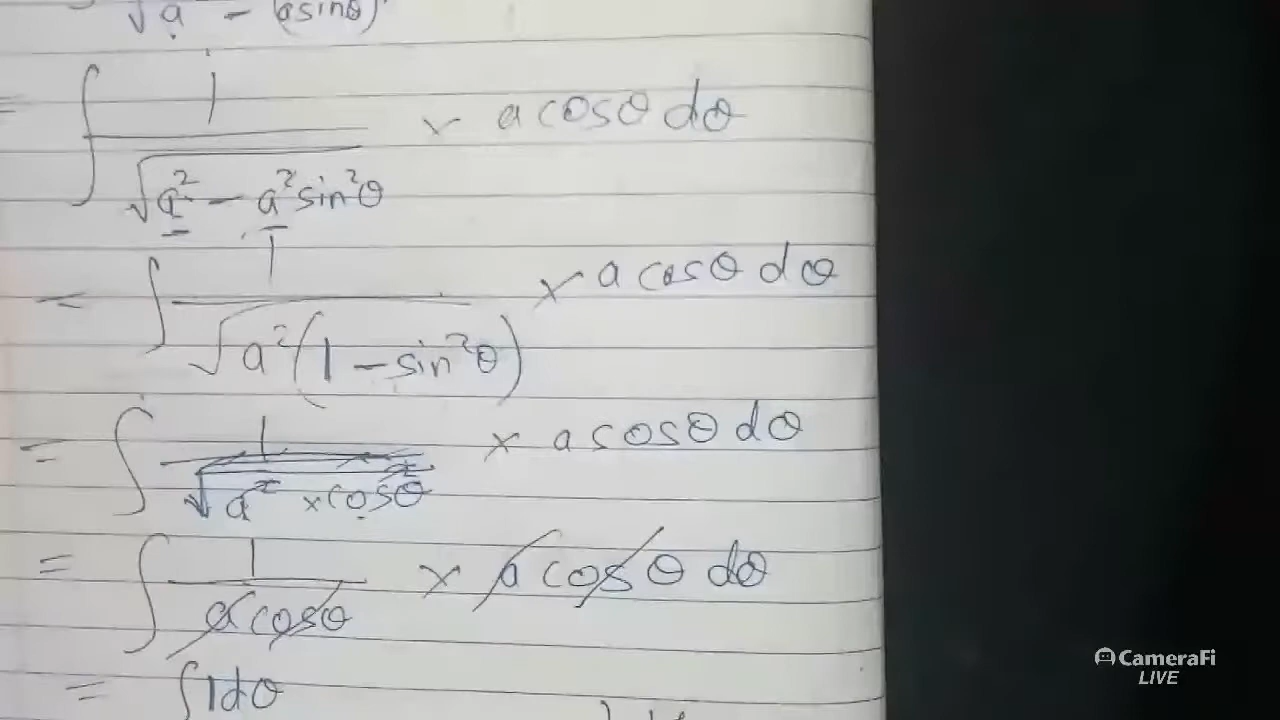 √a² - (asinθ)²
= ∫ 1/√(a² - a²sin²θ) × a cosθ dθ
= ∫ 1/√(a²(1 - sin²θ)) × a cosθ dθ
= ∫ 1/√(a² × cos²θ) × a cosθ dθ
= ∫ 1/(a cosθ) × a cosθ dθ
= ∫1dθ
CameraFi
LIVE